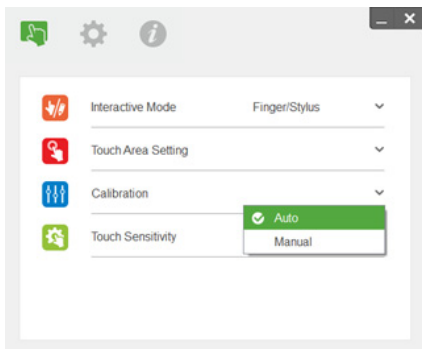 Interactive Mode Finger/Stylus
Touch Area Setting
Calibration
Auto
Touch Sensitivity
Manual